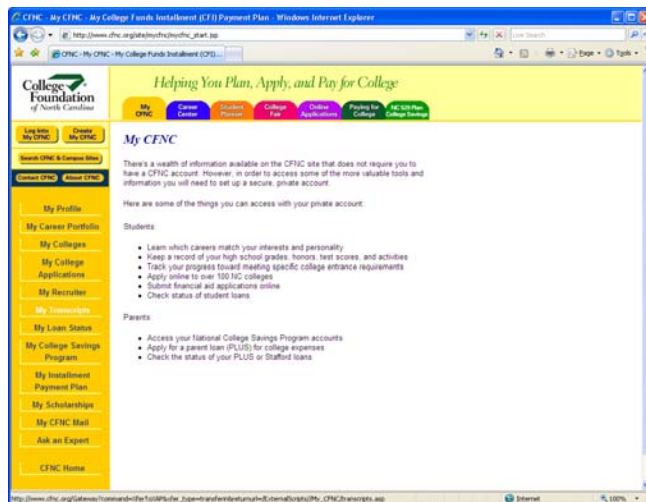 CFNC - My CFNC - My College Funds Installment (CFI) Payment Plan - Windows Internet Explorer
http://www.cfnc.org/site/mycfnc/mycfnc_start.jsp
Live Search
CFNC - My CFNC - My College Funds Installment (CFI)...
Page
Tools
College
Foundation
of North Carolina
Helping You Plan, Apply, and Pay for College
My
CFNC
Career
Center
Student
Planner
College
Fair
Online
Applications
Paying for
College
NC 529 Plan
College Savings
Log Into
My CFNC
Create
My CFNC
Search CFNC & Campus Sites
Contact CFNC
About CFNC
My Profile
My Career Portfolio
My Colleges
My College
Applications
My Recruiter
My Transcripts
My Loan Status
My College Savings
Program
My Installment
Payment Plan
My Scholarships
My CFNC Mail
Ask an Expert
CFNC Home
My CFNC
There's a wealth of information available on the CFNC site that does not require you to
have a CFNC account. However, in order to access some of the more valuable tools and
information you will need to set up a secure, private account.
Here are some of the things you can access with your private account:
Students:
Learn which careers match your interests and personality
Keep a record of your high school grades, honors, test scores, and activities
Track your progress toward meeting specific college entrance requirements
Apply online to over 100 NC colleges
Submit financial aid applications online
Check status of student loans
Parents:
Access your National College Savings Program accounts
Apply for a parent loan (PLUS) for college expenses
Check the status of your PLUS or Stafford loans
Internet
100%